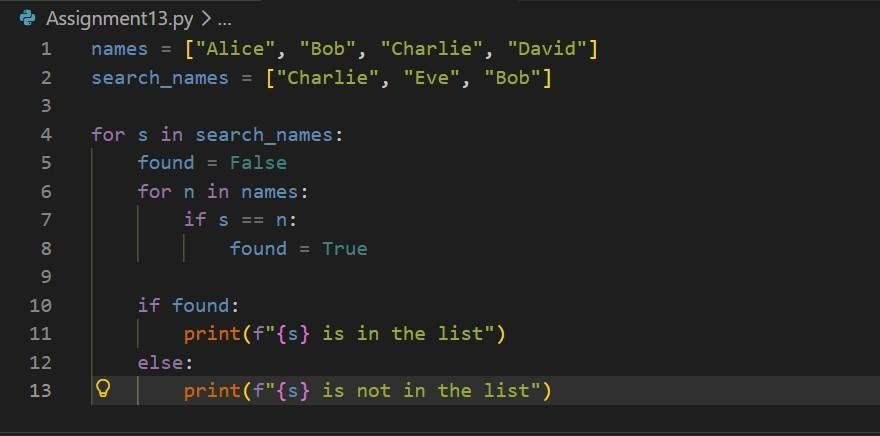 Assignment13.py > ...
1 names = ["Alice", "Bob", "Charlie", "David"]
2 search_names = ["Charlie", "Eve", "Bob"]
3
4 for s in search_names:
5     found = False
6     for n in names:
7         if s == n:
8             found = True
9
10     if found:
11         print(f"{s} is in the list")
12     else:
13         print(f"{s} is not in the list")